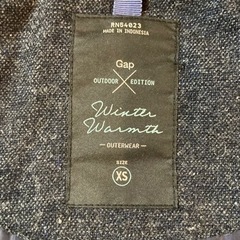 RN54023
MADE IN INDONESIA
Gap
OUTDOOR EDITION
Winter
Warmth
— OUTERWEAR —
SIZE
XS